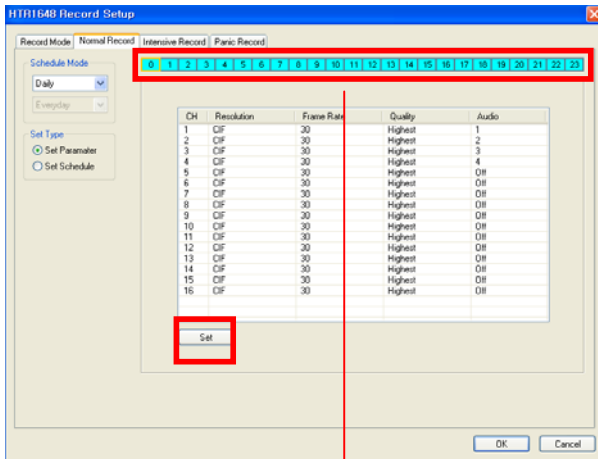 HTR1648 Record Setup
Record Mode Normal Record Intensive Record Panic Record
Schedule Mode
Daily
Everyday
Set Type
Set Paramater
Set Schedule
0 1 2 3 4 5 6 7 8 9 10 11 12 13 14 15 16 17 18 19 20 21 22 23
CH Resolution Frame Rate Quality Audio
1 CIF 30 Highest 1
2 CIF 30 Highest 2
3 CIF 30 Highest 3
4 CIF 30 Highest 4
5 CIF 30 Highest Off
6 CIF 30 Highest Off
7 CIF 30 Highest Off
8 CIF 30 Highest Off
9 CIF 30 Highest Off
10 CIF 30 Highest Off
11 CIF 30 Highest Off
12 CIF 30 Highest Off
13 CIF 30 Highest Off
14 CIF 30 Highest Off
15 CIF 30 Highest Off
16 CIF 30 Highest Off
Set
OK Cancel